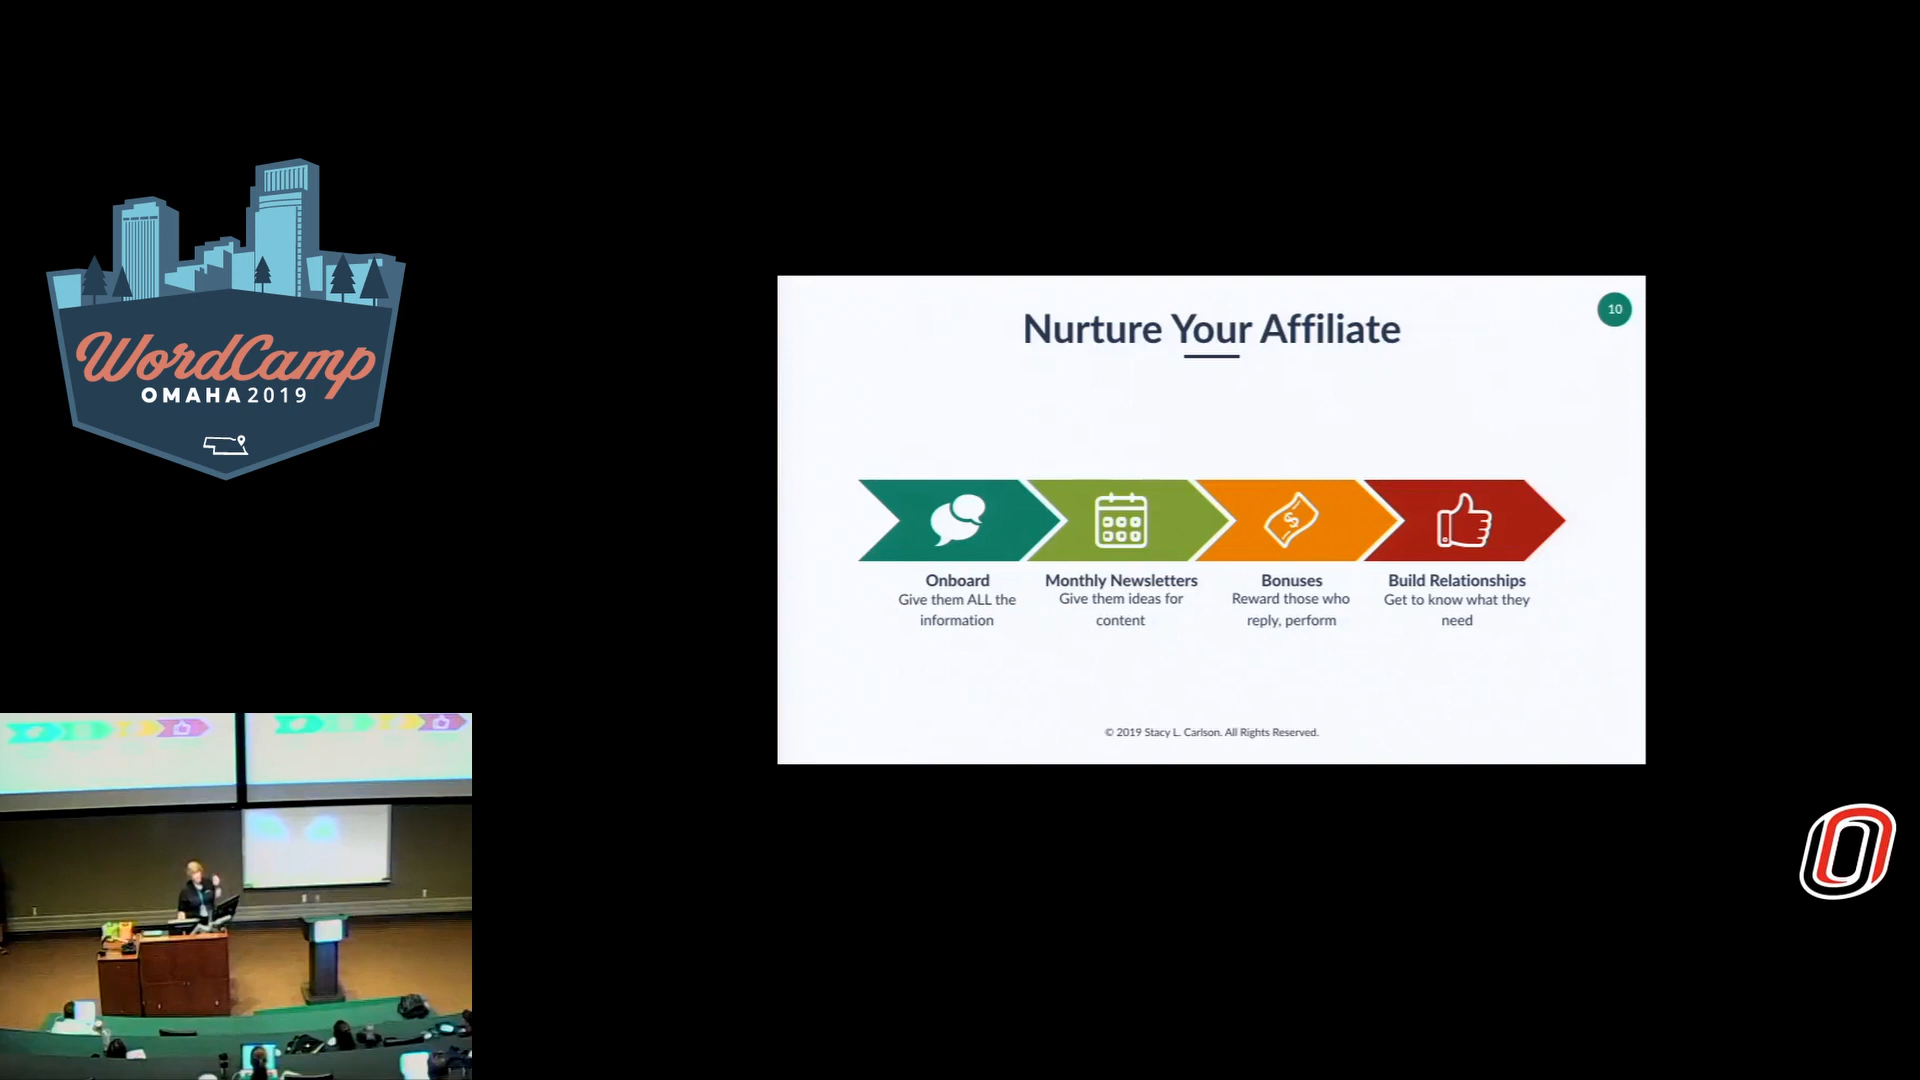 WordCamp
OMAHA 2019
Nurture Your Affiliate
10
Onboard
Give them ALL the
information
Monthly Newsletters
Give them ideas for
content
Bonuses
Reward those who
reply, perform
Build Relationships
Get to know what they
need
© 2019 Stacy L. Carlson. All Rights Reserved.
O